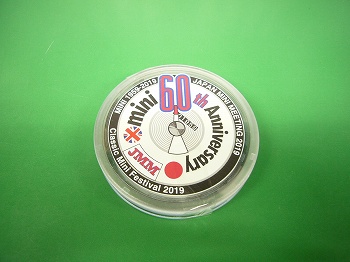 MINI 1959-2019
JAPAN MINI MEETING 2019
mini 60th Anniversary
JMM
Classic Mini Festival 2019